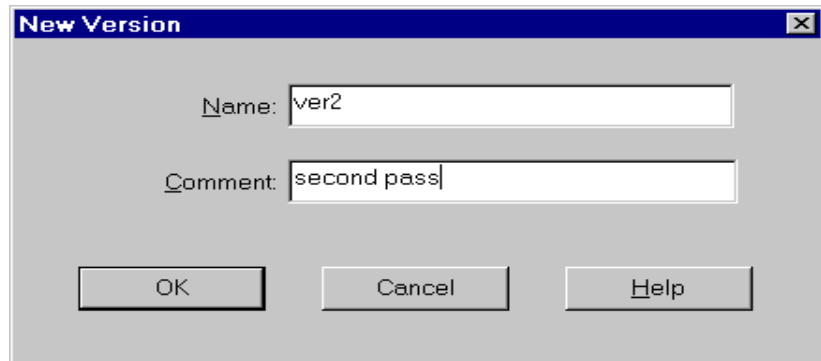 New Version
Name: ver2
Comment: second pass
OK Cancel Help